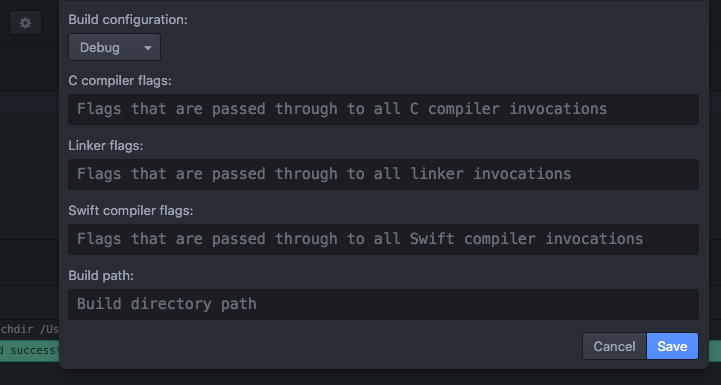 Build configuration:
Debug
C compiler flags:
Flags that are passed through to all C compiler invocations
Linker flags:
Flags that are passed through to all linker invocations
Swift compiler flags:
Flags that are passed through to all Swift compiler invocations
Build path:
Build directory path
chdir /Us
d successf
Cancel Save